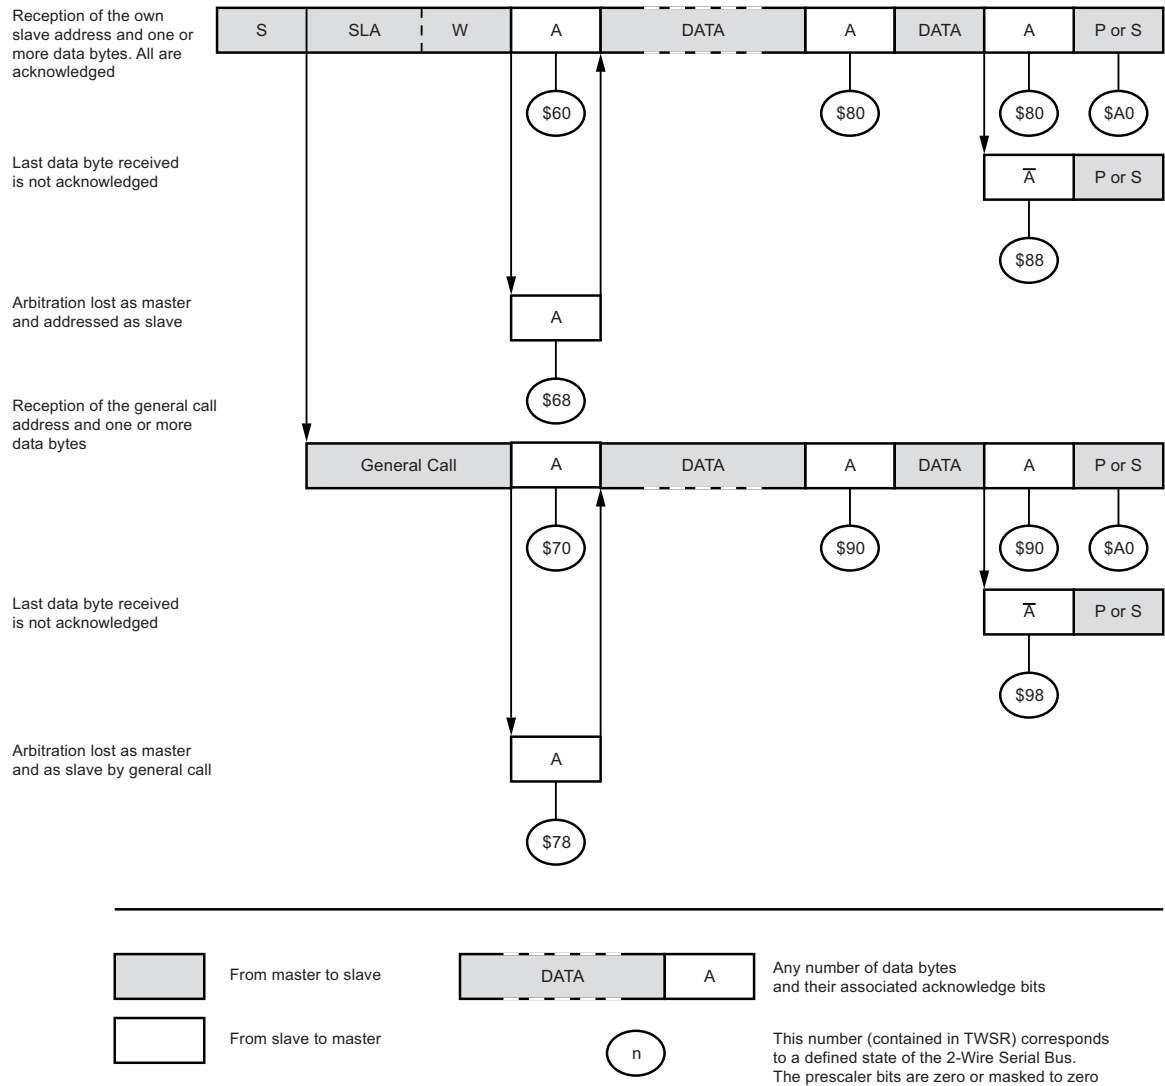 Reception of the own
slave address and one or
more data bytes. All are
acknowledged
S SLA W A DATA A DATA A P or S
$60 $80 $80 $A0
Last data byte received
is not acknowledged
A̅ P or S
$88
Arbitration lost as master
and addressed as slave
A
$68
Reception of the general call
address and one or more
data bytes
General Call A DATA A DATA A P or S
$70 $90 $90 $A0
Last data byte received
is not acknowledged
A̅ P or S
$98
Arbitration lost as master
and as slave by general call
A
$78
From master to slave
DATA A
Any number of data bytes
and their associated acknowledge bits
From slave to master
n
This number (contained in TWSR) corresponds
to a defined state of the 2-Wire Serial Bus.
The prescaler bits are zero or masked to zero